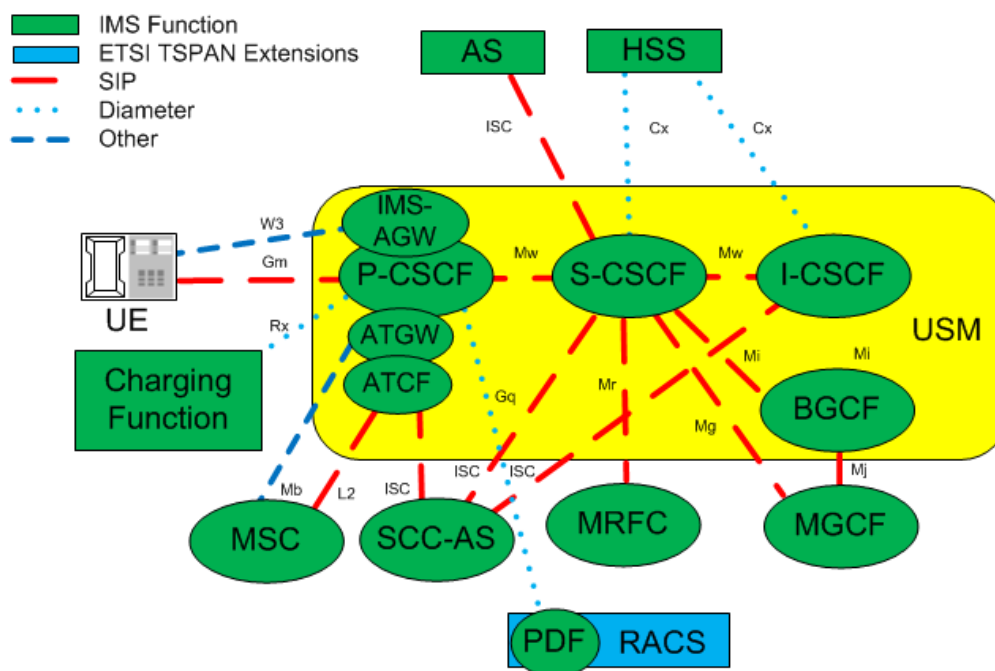 IMS Function
ETSI TSPAN Extensions
SIP
Diameter
Other
AS
HSS
ISC
Cx
Cx
W3
IMS-
AGW
Gm
P-CSCF
Mw
S-CSCF
Mw
I-CSCF
UE
Rx
ATGW
USM
Charging
Function
ATCF
Gq
Mr
Mi
Mi
BGCF
Mg
Mb
L2
ISC
ISC
ISC
Mj
MSC
SCC-AS
MRFC
MGCF
PDF
RACS